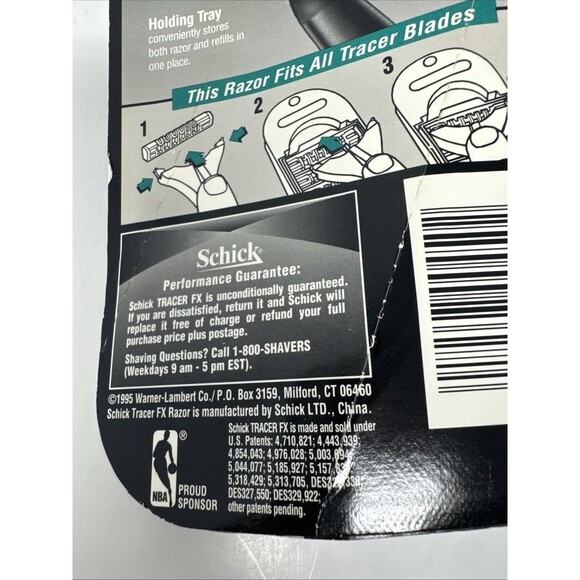 Holding Tray
conveniently stores
both razor and refills in
one place.
This Razor Fits All Tracer Blades
1
2
3
Schick®
Performance Guarantee:
Schick TRACER FX is unconditionally guaranteed.
If you are dissatisfied, return it and Schick will
replace it free of charge or refund your full
purchase price plus postage.
Shaving Questions? Call 1-800-SHAVERS
(Weekdays 9 am - 5 pm EST).
©1995 Warner-Lambert Co./ P.O. Box 3159, Milford, CT 06460
Schick Tracer FX Razor is manufactured by Schick LTD., China.
Schick TRACER FX is made and sold under
U.S. Patents: 4,710,821; 4,443,939;
4,854,043; 4,976,028; 5,003,694;
5,044,077; 5,185,927;
5,318,429; 5,313,705,
DES327,550; DES329,922;
other patents pending.
®
NBA
PROUD
SPONSOR